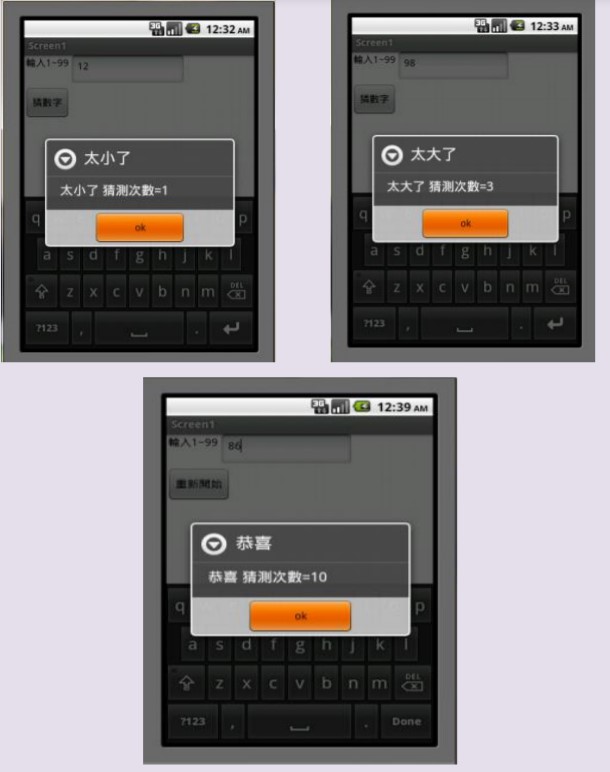 3G 12:32 AM
Screen1
輸入1~99 12
猜數字
太小了
太小了 猜測次數=1
ok
q p
a s d f g h j k l
z x c v b n m DEL
?123 , .
3G 12:33 AM
Screen1
輸入1~99 98
猜數字
太大了
太大了 猜測次數=3
ok
q p
a s d f g h j k l
z x c v b n m DEL
?123 , .
3G 12:39 AM
Screen1
輸入1~99 86
重新開始
恭喜
恭喜 猜測次數=10
ok
q p
a s d f g h j k l
z x c v b n m DEL
?123 , . Done